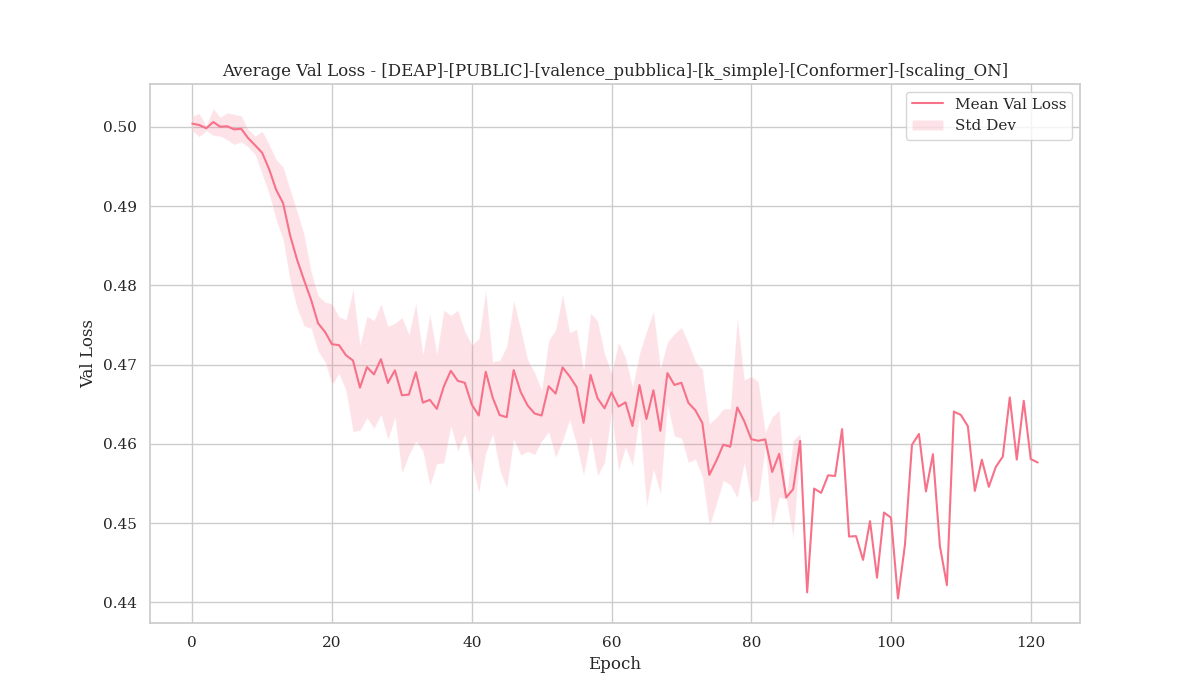 Average Val Loss - [DEAP]-[PUBLIC]-[valence_pubblica]-[k_simple]-[Conformer]-[scaling_ON]
Mean Val Loss
Std Dev
0.50
0.49
0.48
0.47
0.46
0.45
0.44
Val Loss
0 20 40 60 80 100 120
Epoch